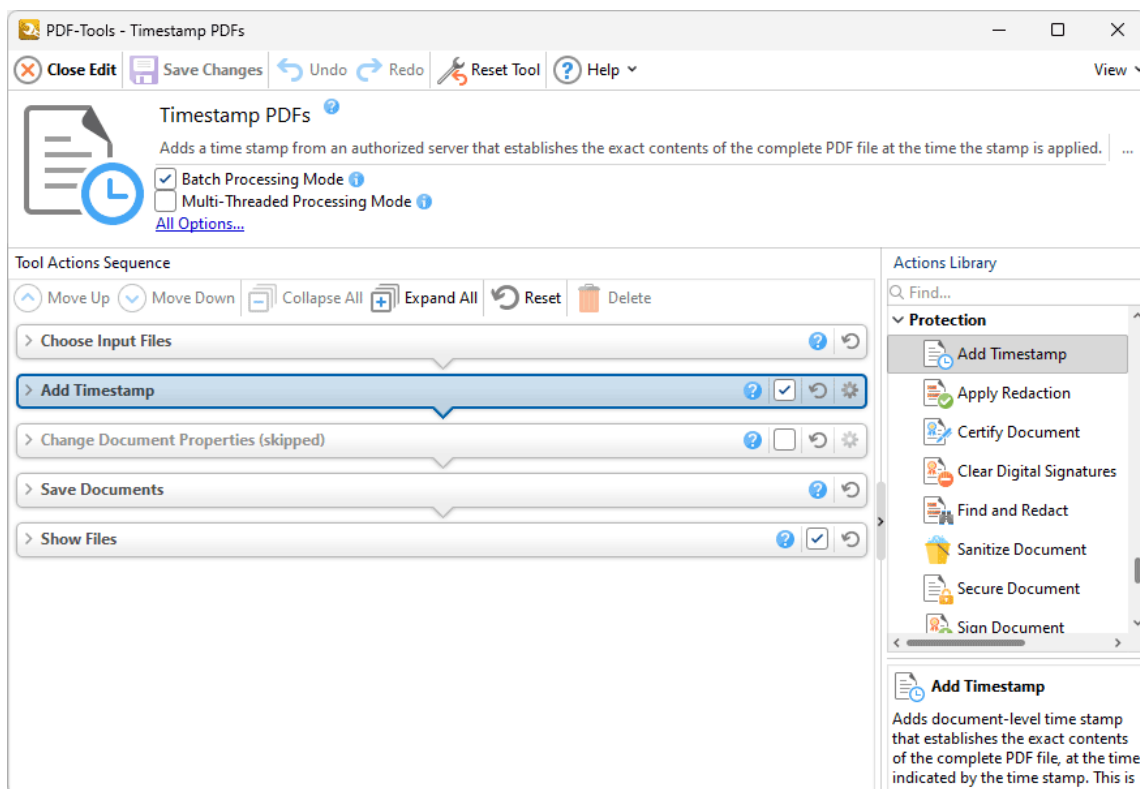 PDF-Tools - Timestamp PDFs
Close Edit Save Changes Undo Redo Reset Tool Help View
Timestamp PDFs
Adds a time stamp from an authorized server that establishes the exact contents of the complete PDF file at the time the stamp is applied. ...
Batch Processing Mode
Multi-Threaded Processing Mode
All Options...
Tool Actions Sequence
Move Up Move Down Collapse All Expand All Reset Delete
Choose Input Files
Add Timestamp
Change Document Properties (skipped)
Save Documents
Show Files
Actions Library
Find...
Protection
Add Timestamp
Apply Redaction
Certify Document
Clear Digital Signatures
Find and Redact
Sanitize Document
Secure Document
Sign Document
Add Timestamp
Adds document-level time stamp
that establishes the exact contents
of the complete PDF file, at the time
indicated by the time stamp. This is